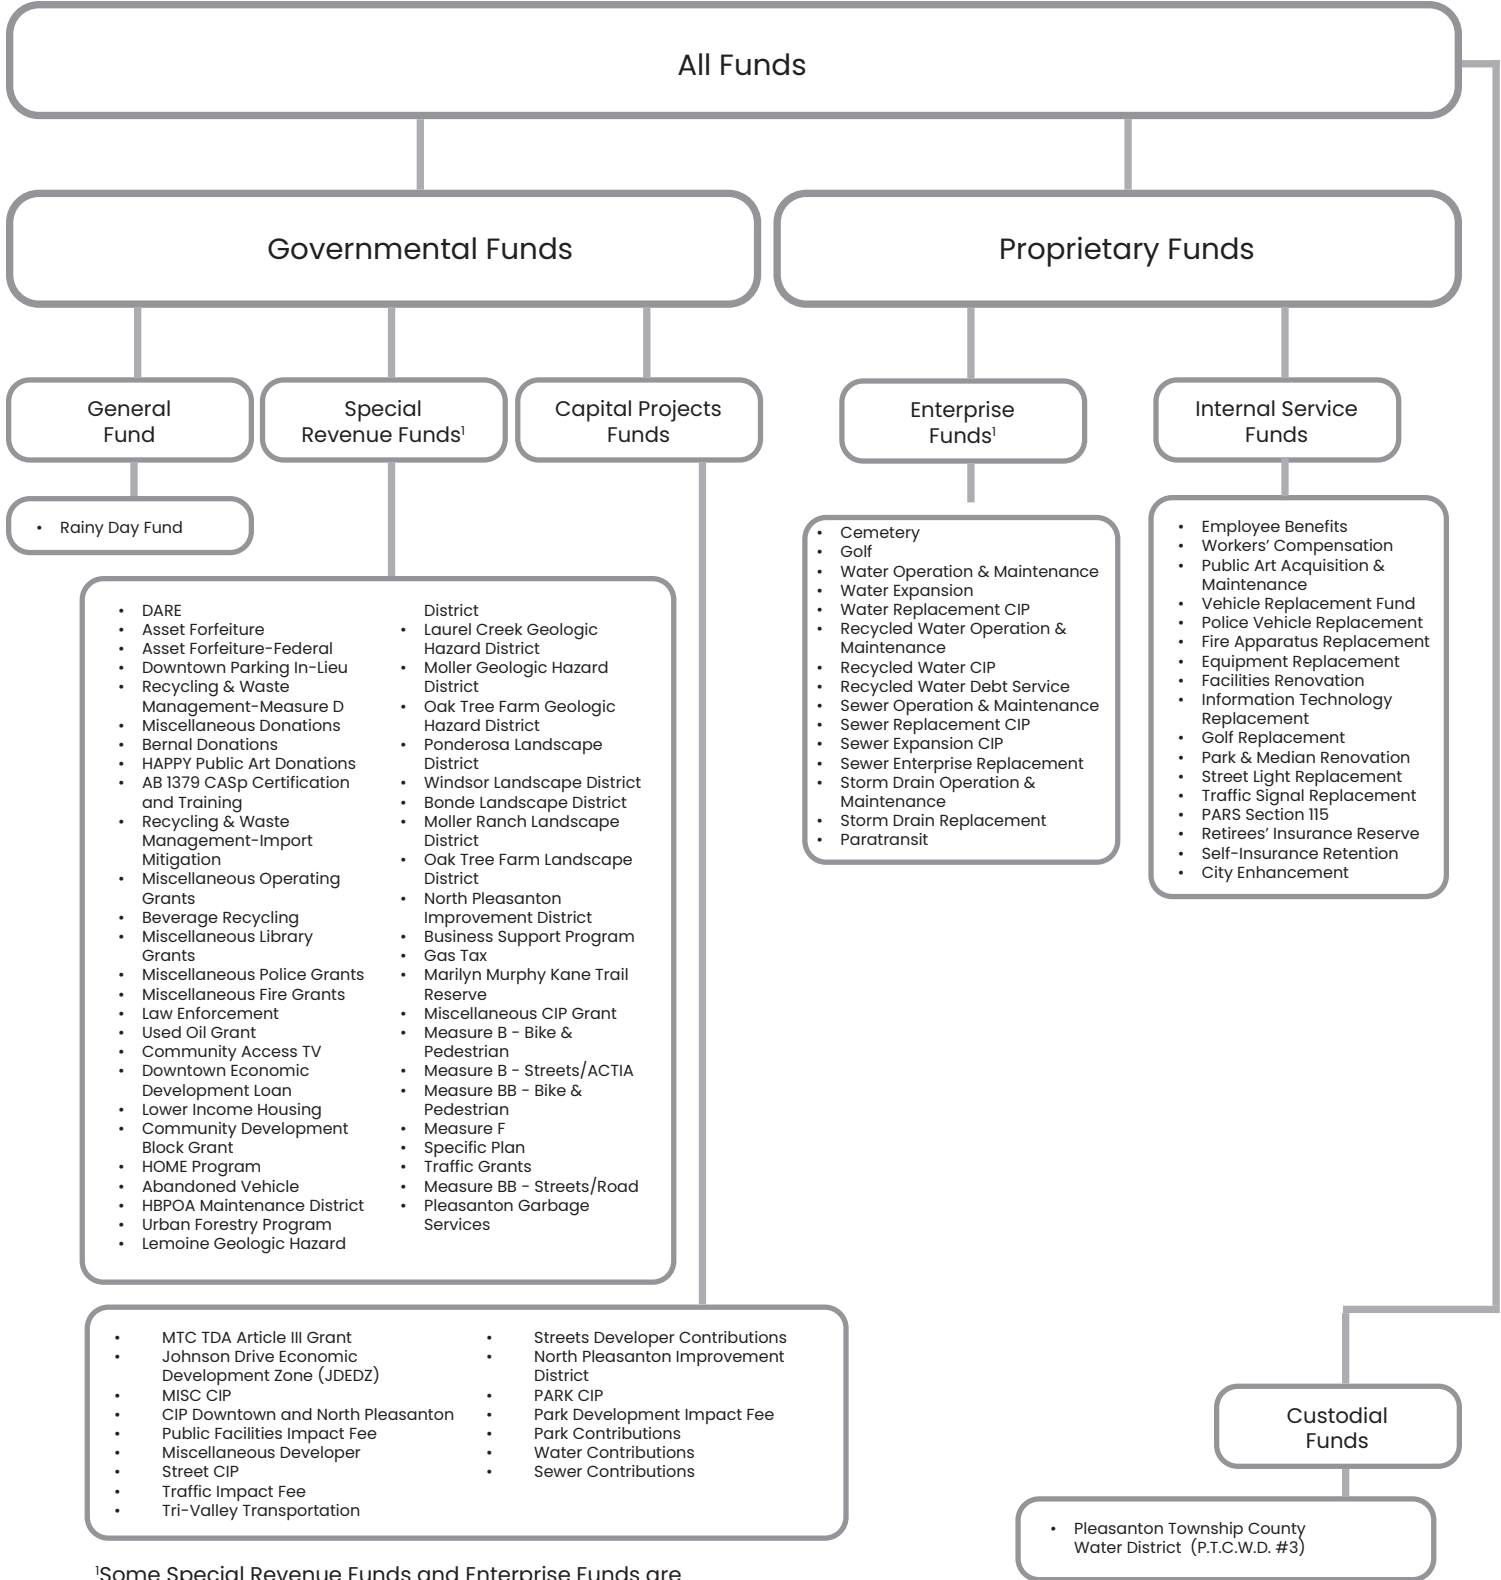 All Funds
Governmental Funds
Proprietary Funds
General
Fund
Special
Revenue Funds¹
Capital Projects
Funds
Enterprise
Funds¹
Internal Service
Funds
• Rainy Day Fund
• DARE
• Asset Forfeiture
• Asset Forfeiture-Federal
• Downtown Parking In-Lieu
• Recycling & Waste
Management-Measure D
• Miscellaneous Donations
• Bernal Donations
• HAPPY Public Art Donations
• AB 1379 CASp Certification
and Training
• Recycling & Waste
Management-Import
Mitigation
• Miscellaneous Operating
Grants
• Beverage Recycling
• Miscellaneous Library
Grants
• Miscellaneous Police Grants
• Miscellaneous Fire Grants
• Law Enforcement
• Used Oil Grant
• Community Access TV
• Downtown Economic
Development Loan
• Lower Income Housing
• Community Development
Block Grant
• HOME Program
• Abandoned Vehicle
• HBPOA Maintenance District
• Urban Forestry Program
• Lemoine Geologic Hazard
District
• Laurel Creek Geologic
Hazard District
• Moller Geologic Hazard
District
• Oak Tree Farm Geologic
Hazard District
• Ponderosa Landscape
District
• Windsor Landscape District
• Bonde Landscape District
• Moller Ranch Landscape
District
• Oak Tree Farm Landscape
District
• North Pleasanton
Improvement District
• Business Support Program
• Gas Tax
• Marilyn Murphy Kane Trail
Reserve
• Miscellaneous CIP Grant
• Measure B - Bike &
Pedestrian
• Measure B - Streets/ACTIA
• Measure BB - Bike &
Pedestrian
• Measure F
• Specific Plan
• Traffic Grants
• Measure BB - Streets/Road
• Pleasanton Garbage
Services
• Cemetery
• Golf
• Water Operation & Maintenance
• Water Expansion
• Water Replacement CIP
• Recycled Water Operation &
Maintenance
• Recycled Water CIP
• Recycled Water Debt Service
• Sewer Operation & Maintenance
• Sewer Replacement CIP
• Sewer Expansion CIP
• Sewer Enterprise Replacement
• Storm Drain Operation &
Maintenance
• Storm Drain Replacement
• Paratransit
• Employee Benefits
• Workers’ Compensation
• Public Art Acquisition &
Maintenance
• Vehicle Replacement Fund
• Police Vehicle Replacement
• Fire Apparatus Replacement
• Equipment Replacement
• Facilities Renovation
• Information Technology
Replacement
• Golf Replacement
• Park & Median Renovation
• Street Light Replacement
• Traffic Signal Replacement
• PARS Section 115
• Retirees’ Insurance Reserve
• Self-Insurance Retention
• City Enhancement
• MTC TDA Article III Grant
• Johnson Drive Economic
Development Zone (JDEDZ)
• MISC CIP
• CIP Downtown and North Pleasanton
• Public Facilities Impact Fee
• Miscellaneous Developer
• Street CIP
• Traffic Impact Fee
• Tri-Valley Transportation
• Streets Developer Contributions
• North Pleasanton Improvement
District
• PARK CIP
• Park Development Impact Fee
• Park Contributions
• Water Contributions
• Sewer Contributions
Custodial
Funds
• Pleasanton Township County
Water District (P.T.C.W.D. #3)
¹Some Special Revenue Funds and Enterprise Funds are